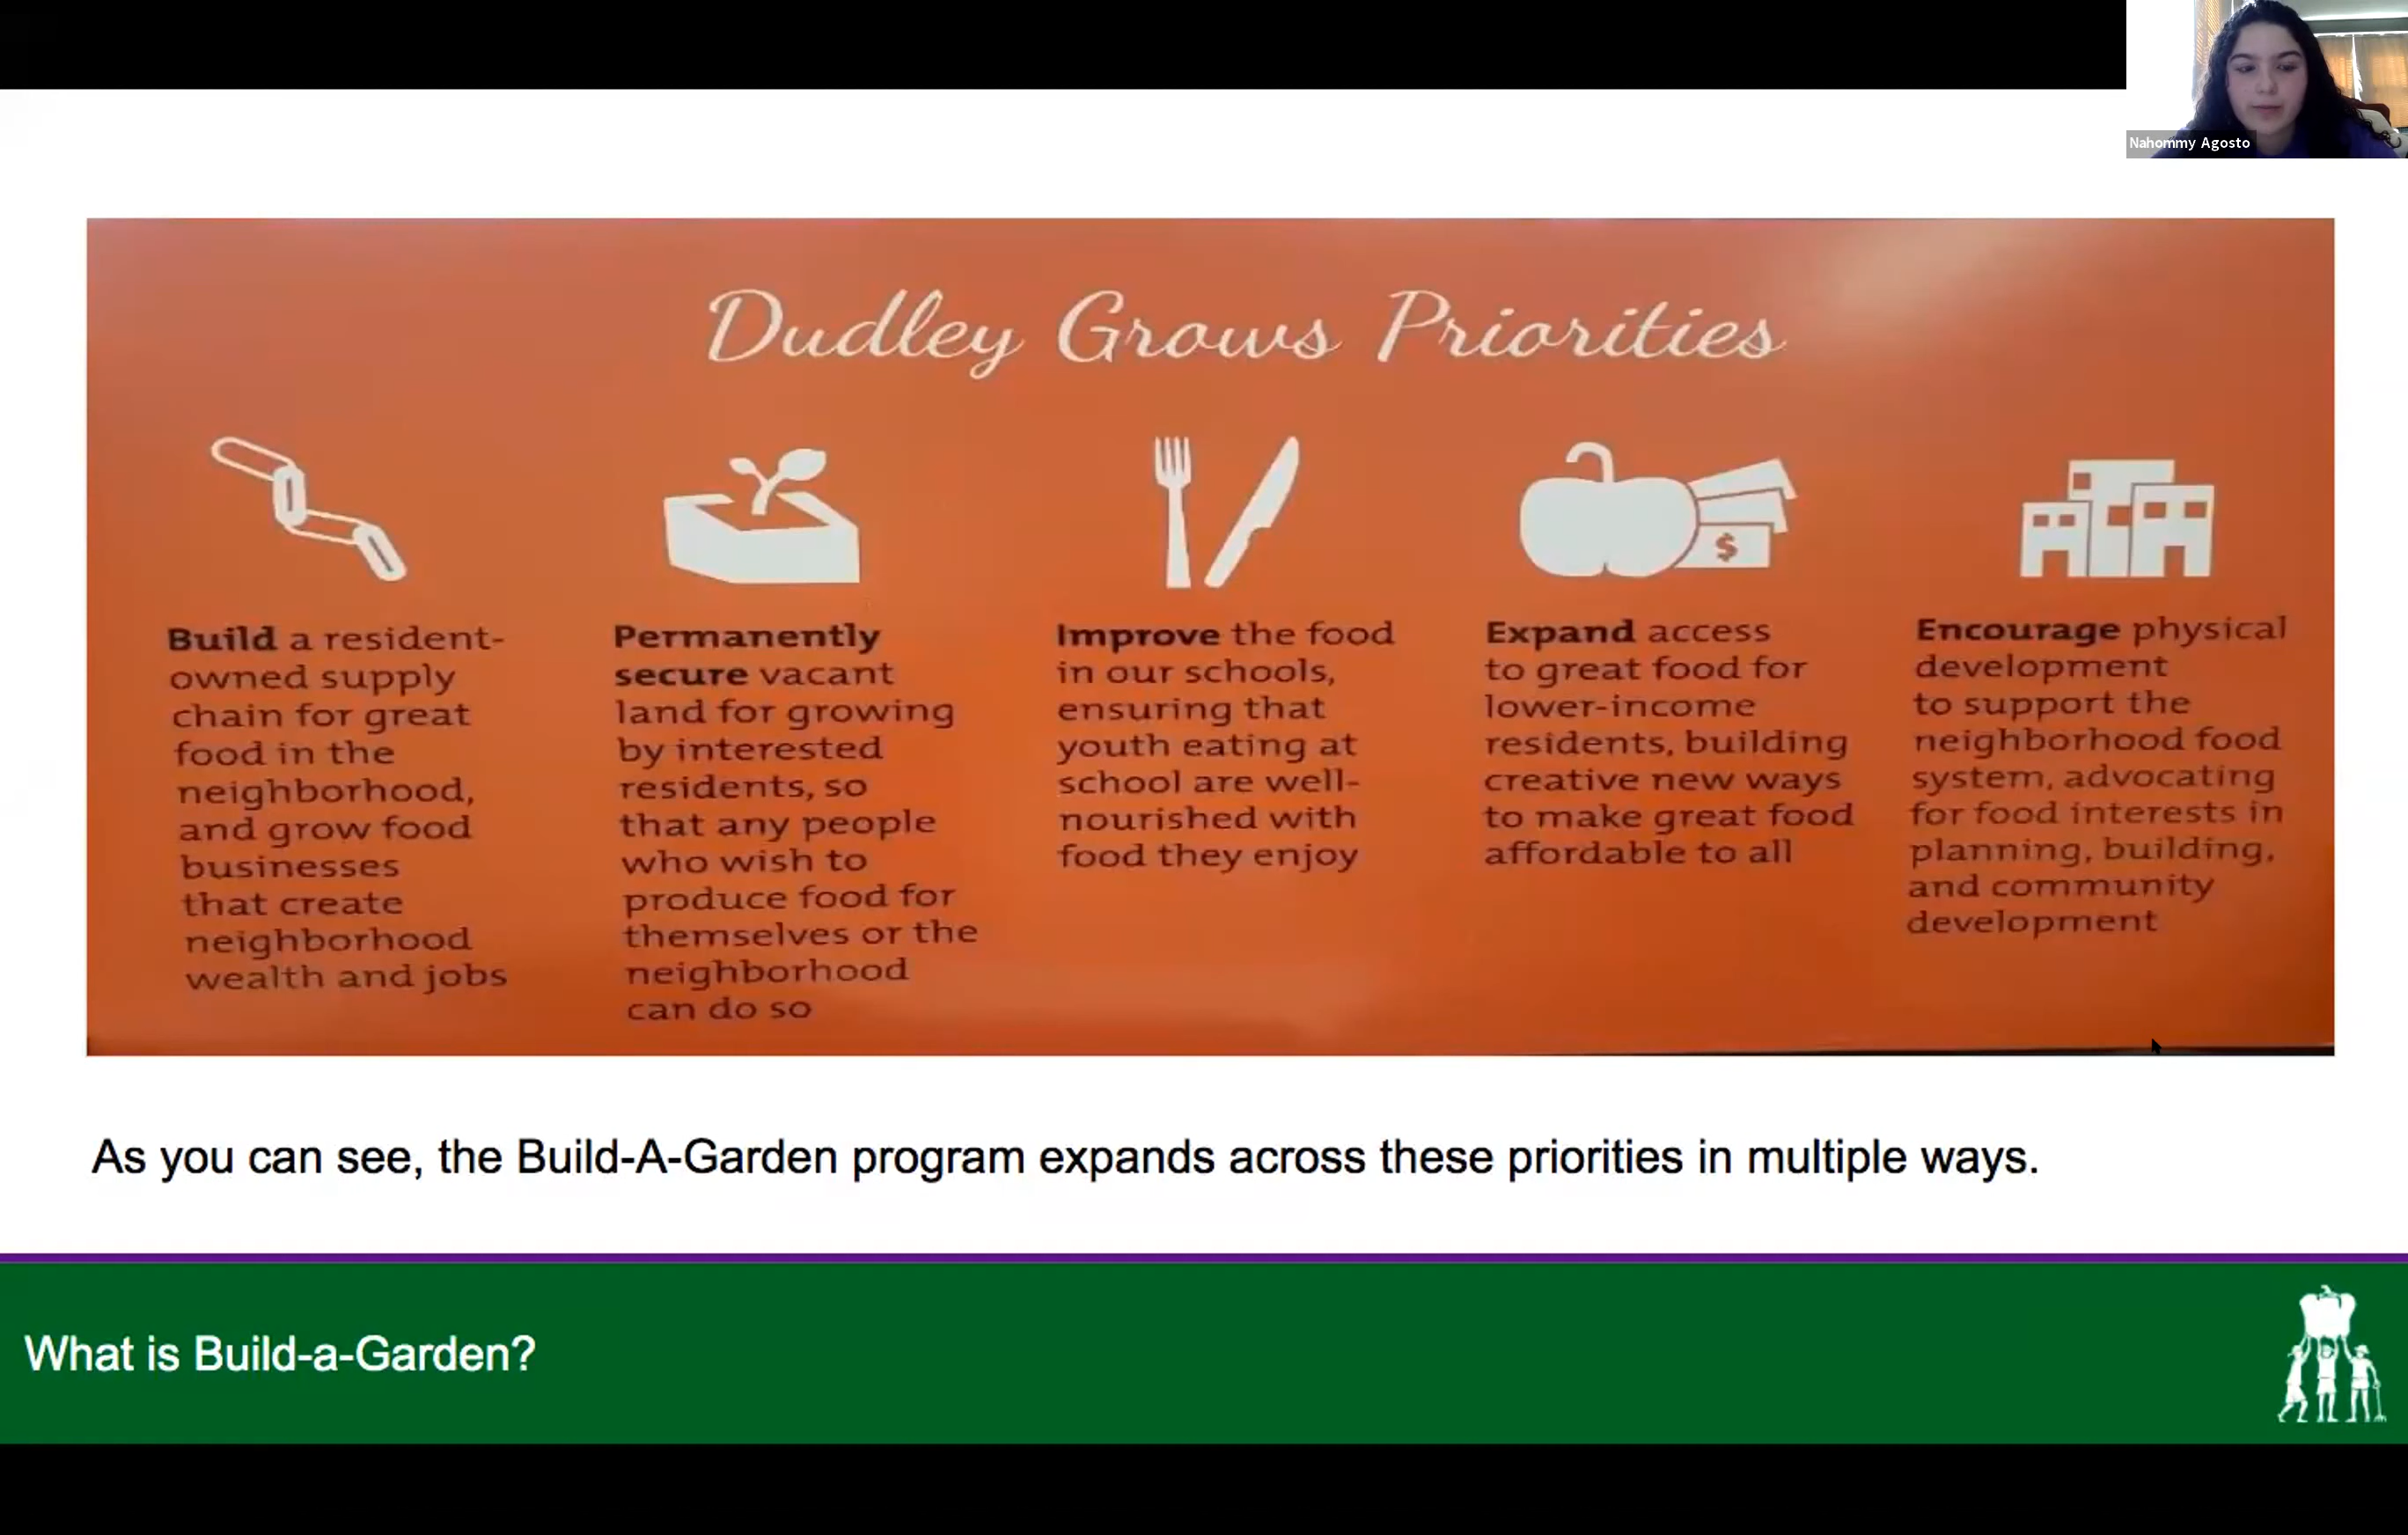 Nahommy Agosto
Dudley Grows Priorities
Build a resident-
owned supply
chain for great
food in the
neighborhood,
and grow food
businesses
that create
neighborhood
wealth and jobs
Permanently
secure vacant
land for growing
by interested
residents, so
that any people
who wish to
produce food for
themselves or the
neighborhood
can do so
Improve the food
in our schools,
ensuring that
youth eating at
school are well-
nourished with
food they enjoy
$
Expand access
to great food for
lower-income
residents, building
creative new ways
to make great food
affordable to all
Encourage physical
development
to support the
neighborhood food
system, advocating
for food interests in
planning, building,
and community
development
As you can see, the Build-A-Garden program expands across these priorities in multiple ways.
What is Build-a-Garden?